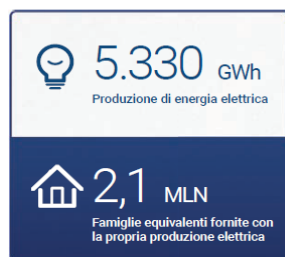 5.330 GWh
Produzione di energia elettrica
2,1 MLN
Famiglie equivalenti fornite con
la propria produzione elettrica